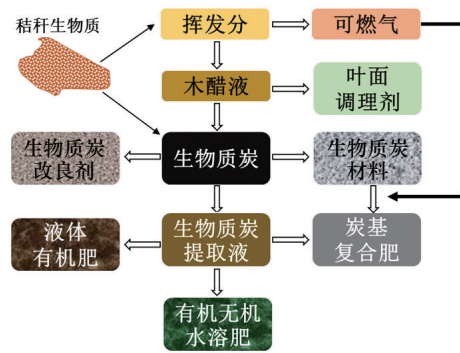 秸秆生物质
挥发分
可燃气
木醋液
叶面
调理剂
生物质炭
改良剂
生物质炭
生物质炭
材料
液体
有机肥
生物质炭
提取液
炭基
复合肥
有机无机
水溶肥